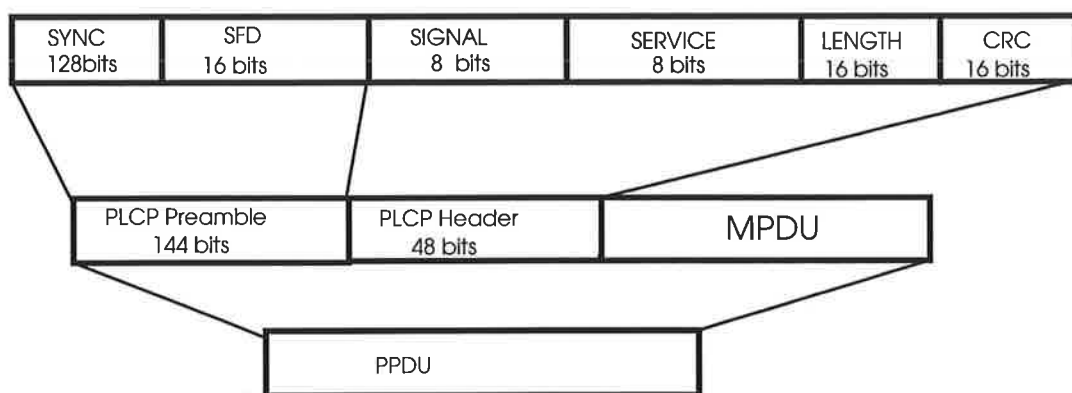 SYNC
128bits
SFD
16 bits
SIGNAL
8 bits
SERVICE
8 bits
LENGTH
16 bits
CRC
16 bits
PLCP Preamble
144 bits
PLCP Header
48 bits
MPDU
PPDU